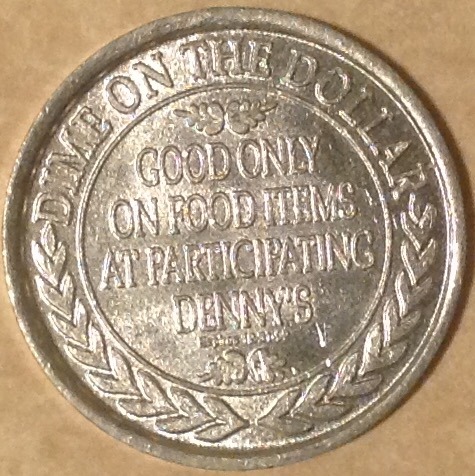 DIME ON THE DOLLAR
GOOD ONLY
ON FOOD ITEMS
AT PARTICIPATING
DENNY'S